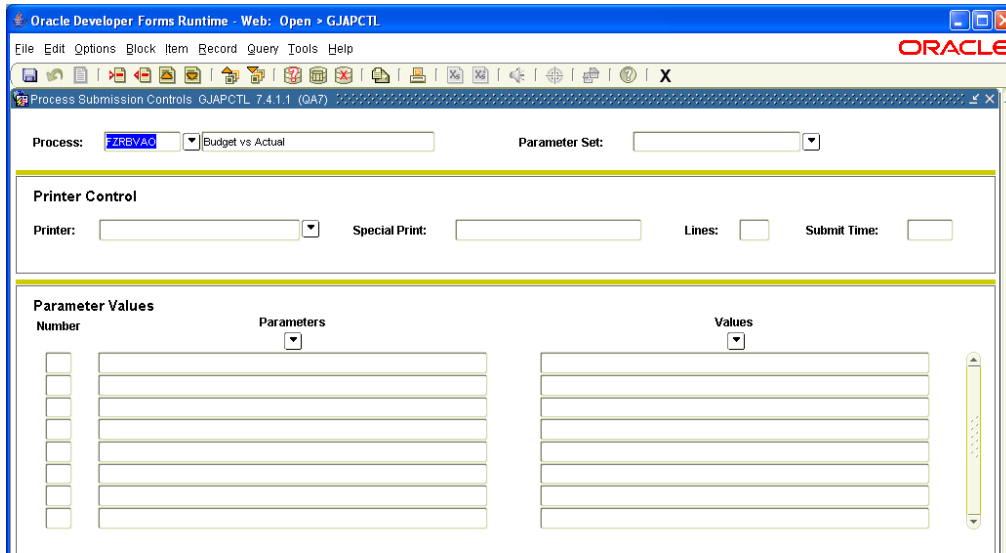 Oracle Developer Forms Runtime - Web: Open > GJAPCTL
File Edit Options Block Item Record Query Tools Help
ORACLE
X
Process Submission Controls GJAPCTL 7.4.1.1 (QA7)
Process: FZRBVAO Budget vs Actual Parameter Set:
Printer Control
Printer: Special Print: Lines: Submit Time:
Parameter Values
Number Parameters Values